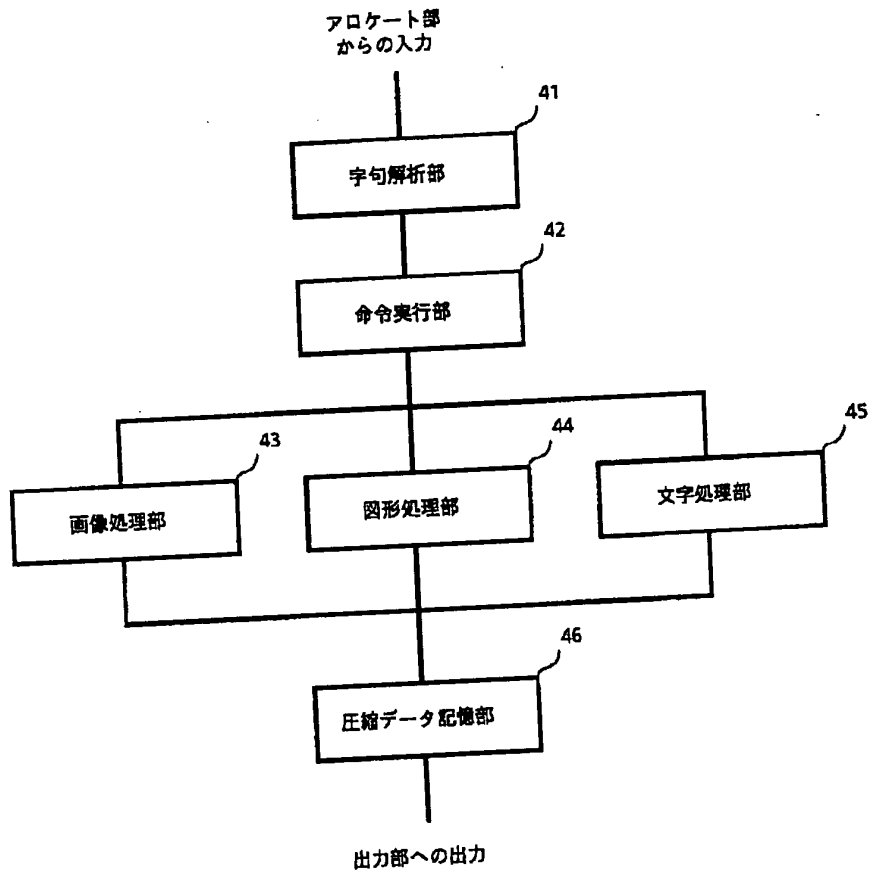 アロケート部
からの入力
41
字句解析部
42
命令実行部
43
44
45
画像処理部
図形処理部
文字処理部
46
圧縮データ記憶部
出力部への出力